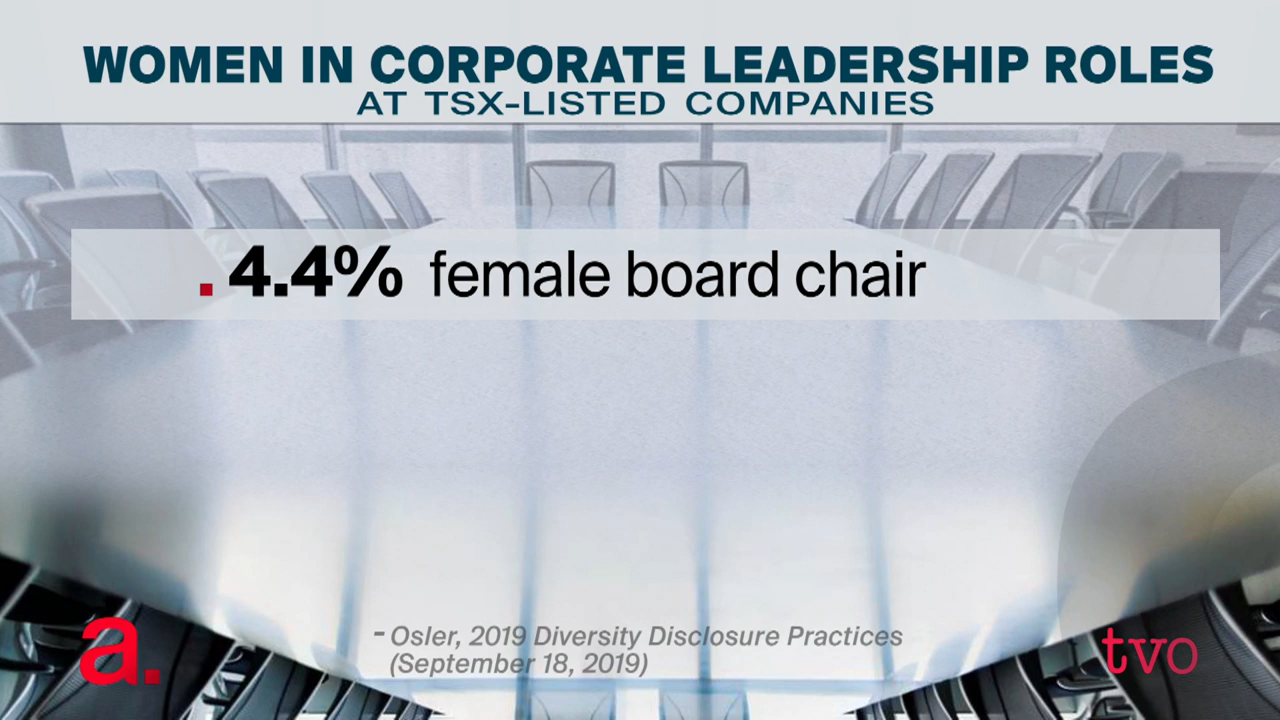 WOMEN IN CORPORATE LEADERSHIP ROLES
AT TSX-LISTED COMPANIES
. 4.4% female board chair
- Osler, 2019 Diversity Disclosure Practices
(September 18, 2019)
a.
tvo